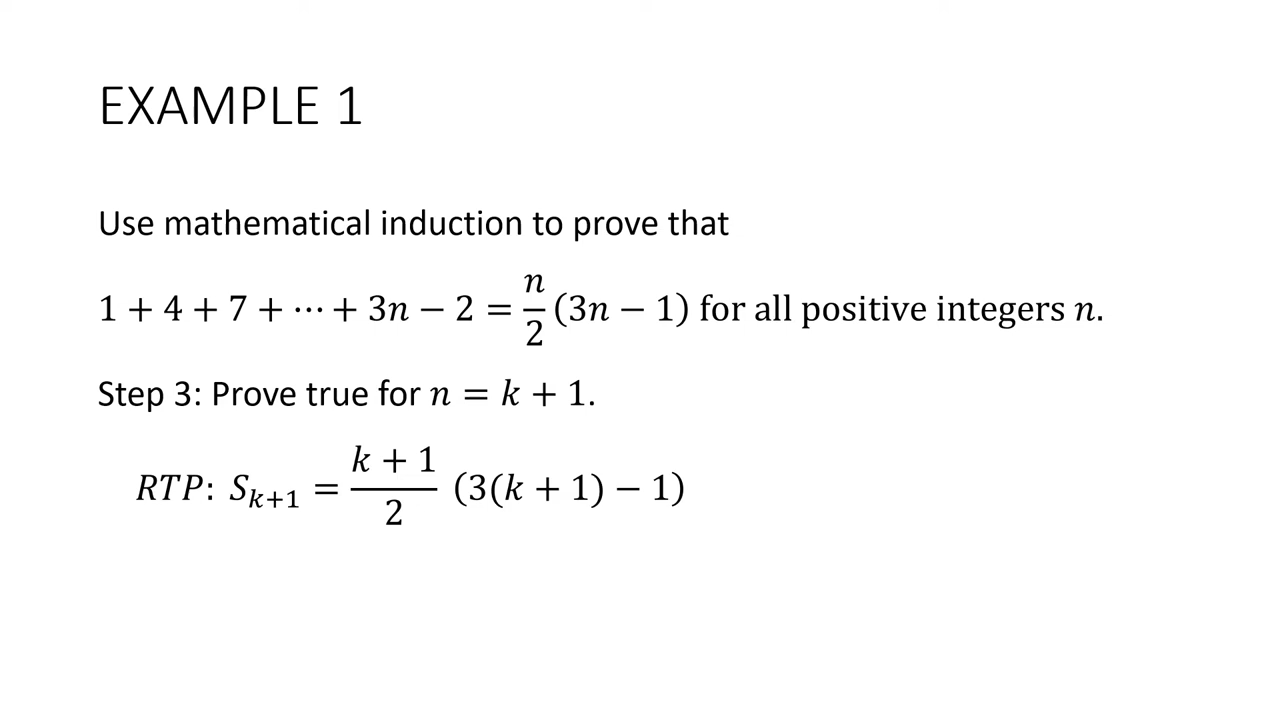 EXAMPLE 1
Use mathematical induction to prove that
1 + 4 + 7 + ⋯ + 3n − 2 = n/2 (3n − 1) for all positive integers n.
Step 3: Prove true for n = k + 1.
RTP: Sₖ₊₁ = k + 1/2 (3(k + 1) − 1)